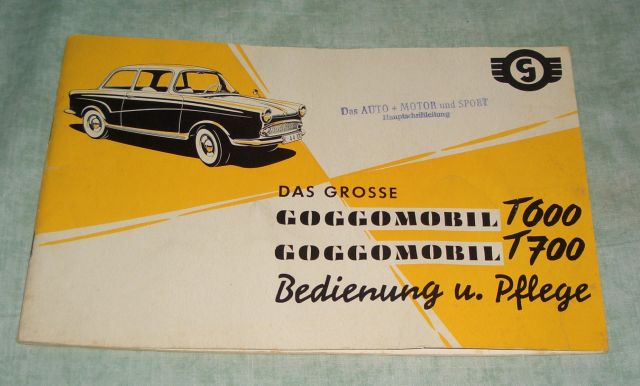 G
Das AUTO + MOTOR und SPORT
Hauptschriftleitung
DAS GROSSE
GOGGOMOBIL T600
GOGGOMOBIL T700
Bedienung u. Pflege